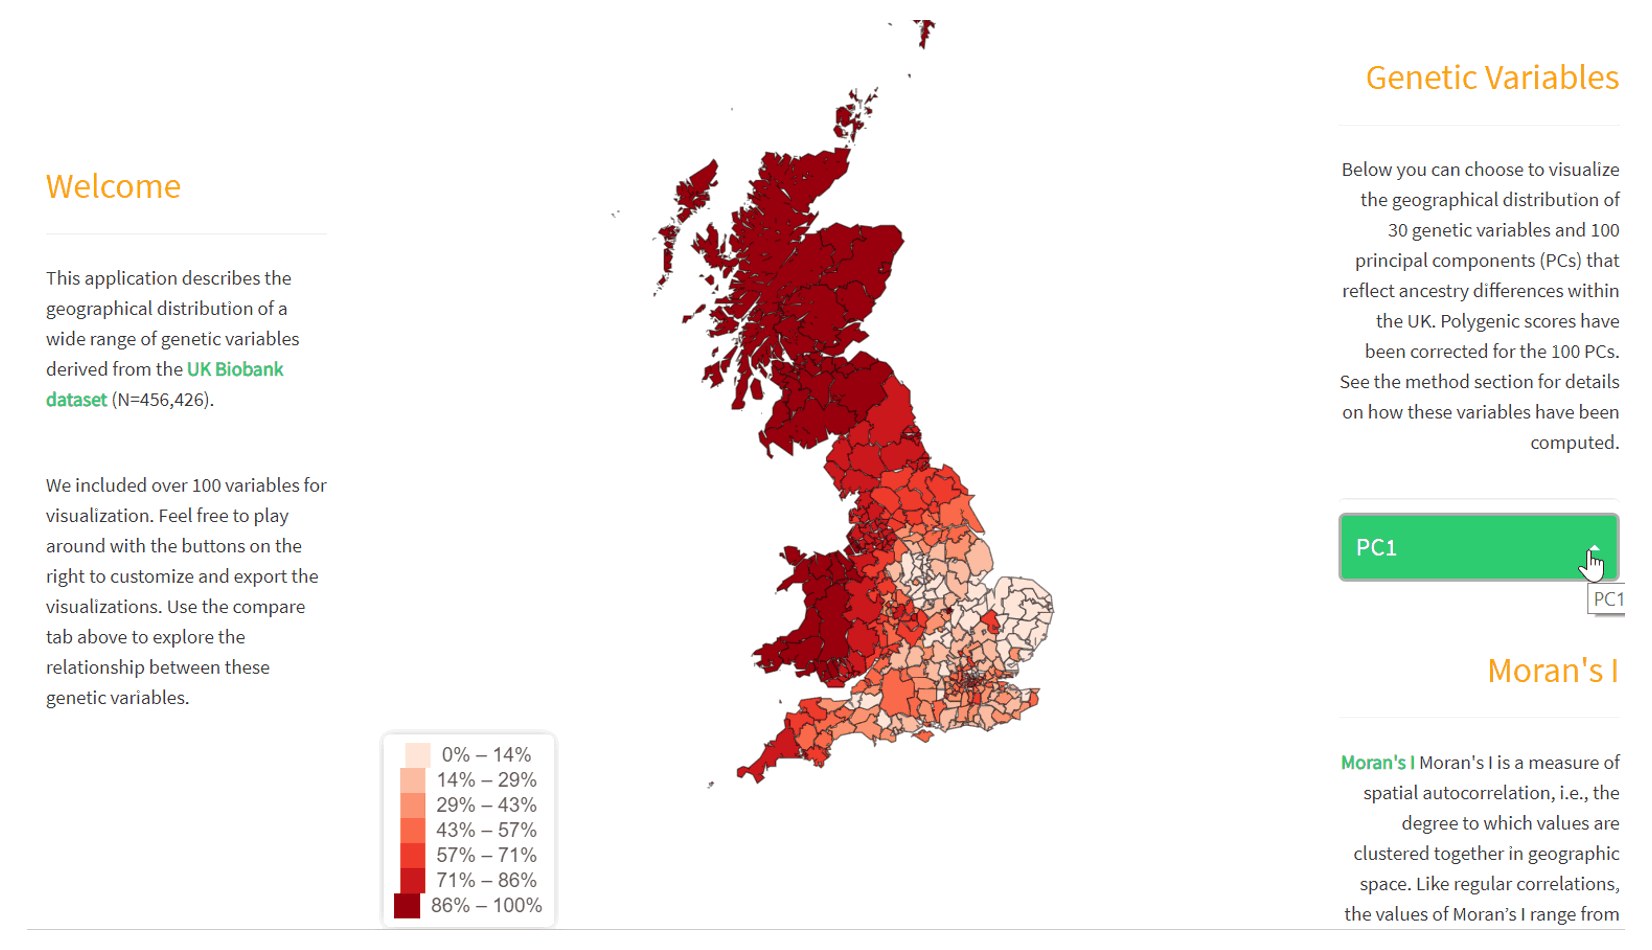 Welcome
This application describes the
geographical distribution of a
wide range of genetic variables
derived from the UK Biobank
dataset (N=456,426).
We included over 100 variables for
visualization. Feel free to play
around with the buttons on the
right to customize and export the
visualizations. Use the compare
tab above to explore the
relationship between these
genetic variables.
0% – 14%
14% – 29%
29% – 43%
43% – 57%
57% – 71%
71% – 86%
86% – 100%
Genetic Variables
Below you can choose to visualize
the geographical distribution of
30 genetic variables and 100
principal components (PCs) that
reflect ancestry differences within
the UK. Polygenic scores have
been corrected for the 100 PCs.
See the method section for details
on how these variables have been
computed.
PC1
PC1
Moran's I
Moran's I Moran's I is a measure of
spatial autocorrelation, i.e., the
degree to which values are
clustered together in geographic
space. Like regular correlations,
the values of Moran’s I range from